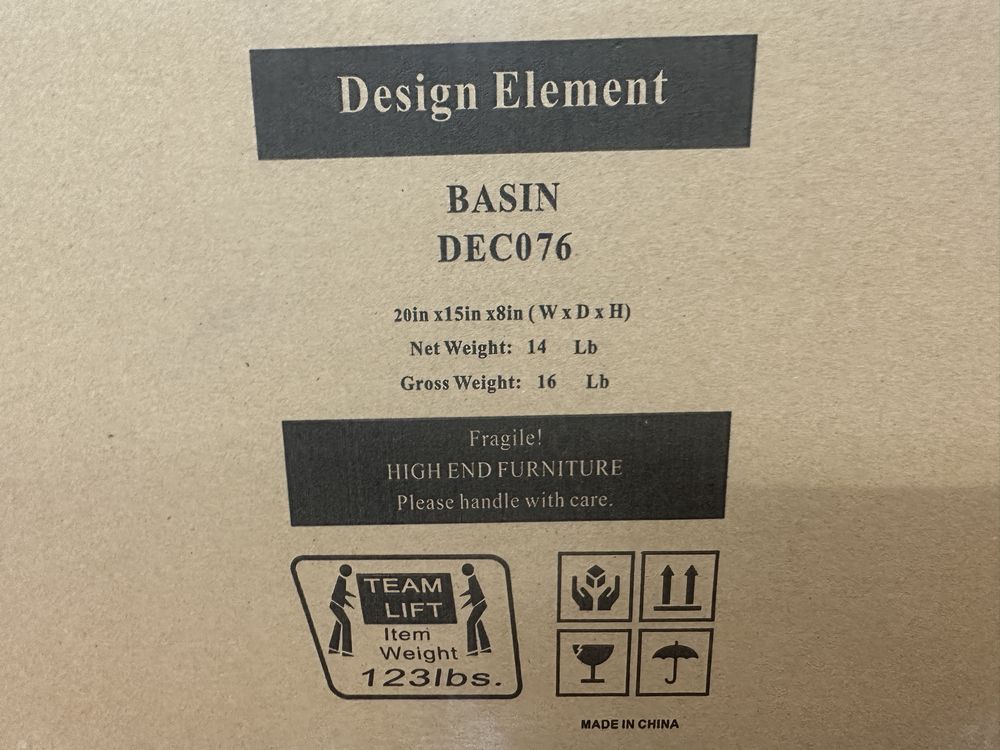 Design Element
BASIN
DEC076
20in x15in x8in ( W x D x H)
Net Weight: 14 Lb
Gross Weight: 16 Lb
Fragile!
HIGH END FURNITURE
Please handle with care.
TEAM
LIFT
Item
Weight
123lbs.
MADE IN CHINA